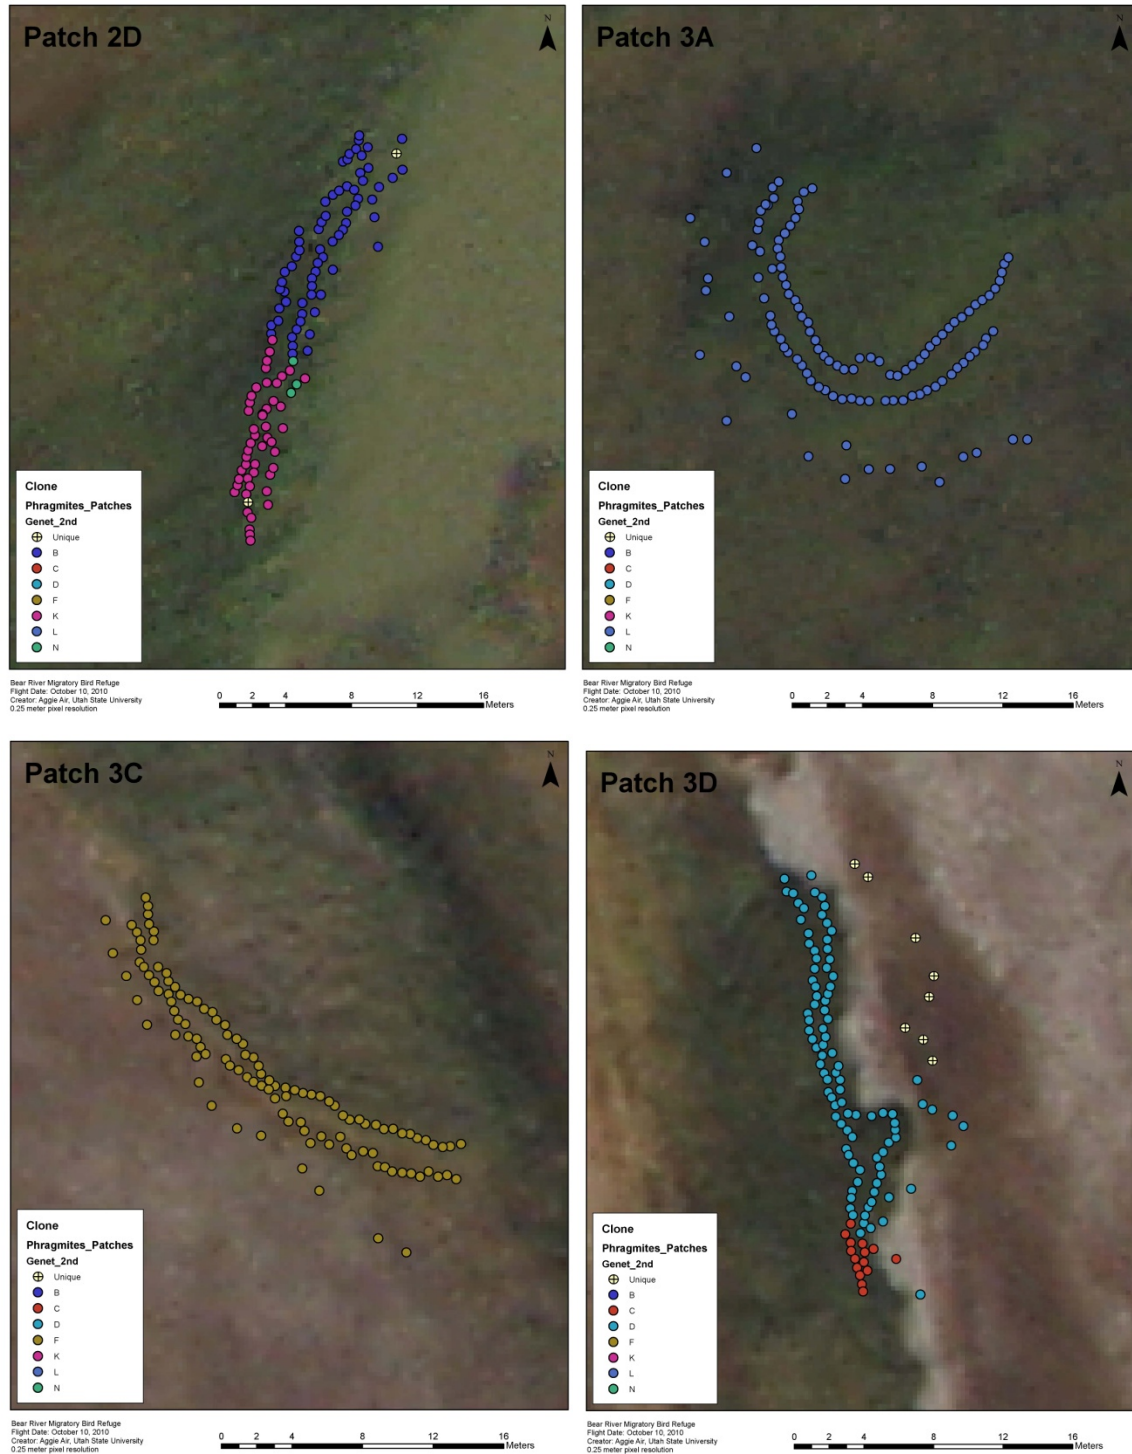 Patch 2D
N
Clone
Phragmites_Patches
Genet_2nd
Unique
B
C
D
F
K
L
N
Bear River Migratory Bird Refuge
Flight Date: October 10, 2010
Creator: Aggie Air, Utah State University
0.25 meter pixel resolution
0 2 4 8 12 16
Meters
Patch 3A
N
Clone
Phragmites_Patches
Genet_2nd
Unique
B
C
D
F
K
L
N
Bear River Migratory Bird Refuge
Flight Date: October 10, 2010
Creator: Aggie Air, Utah State University
0.25 meter pixel resolution
0 2 4 8 12 16
Meters
Patch 3C
N
Clone
Phragmites_Patches
Genet_2nd
Unique
B
C
D
F
K
L
N
Bear River Migratory Bird Refuge
Flight Date: October 10, 2010
Creator: Aggie Air, Utah State University
0.25 meter pixel resolution
0 2 4 8 12 16
Meters
Patch 3D
N
Clone
Phragmites_Patches
Genet_2nd
Unique
B
C
D
F
K
L
N
Bear River Migratory Bird Refuge
Flight Date: October 10, 2010
Creator: Aggie Air, Utah State University
0.25 meter pixel resolution
0 2 4 8 12 16
Meters